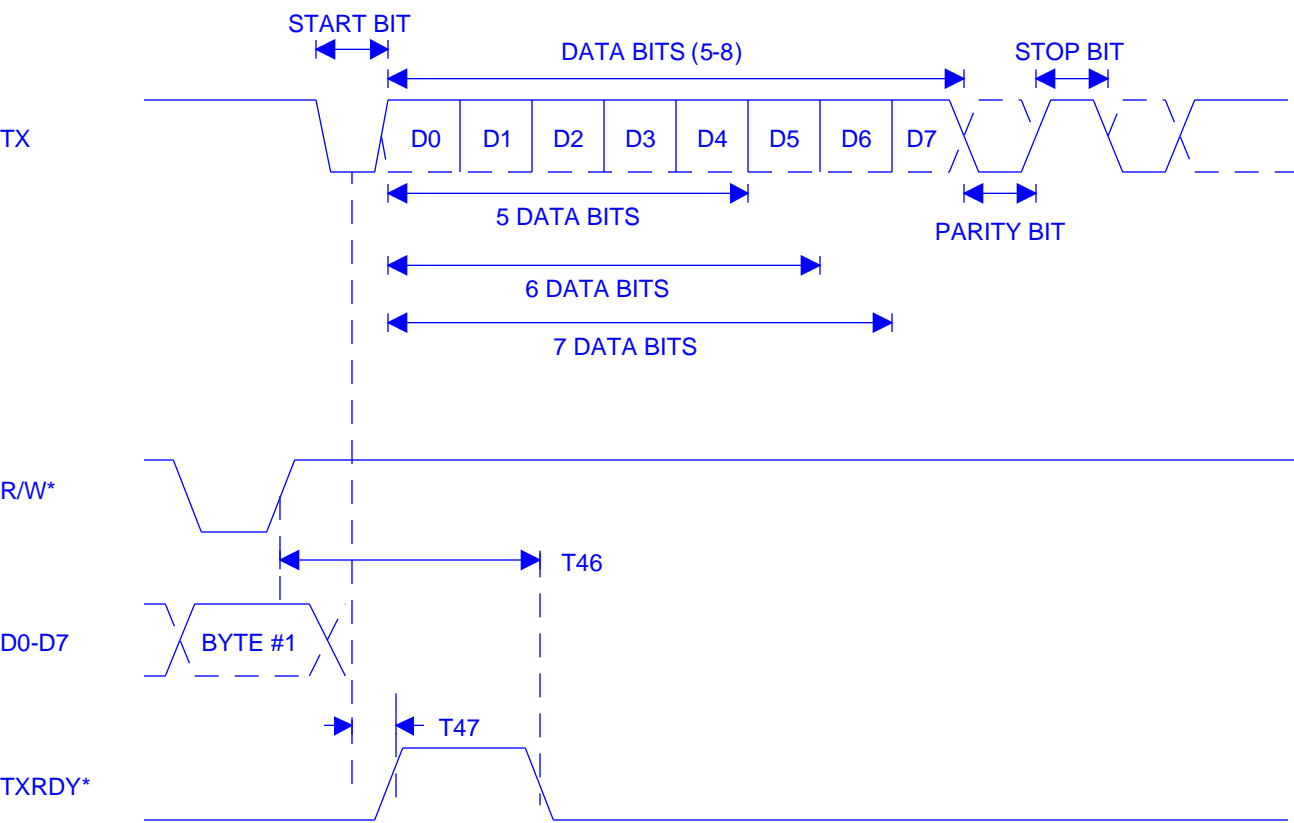 START BIT
DATA BITS (5-8)
STOP BIT
TX
D0 D1 D2 D3 D4 D5 D6 D7
5 DATA BITS
PARITY BIT
6 DATA BITS
7 DATA BITS
R/W*
T46
D0-D7
BYTE #1
T47
TXRDY*